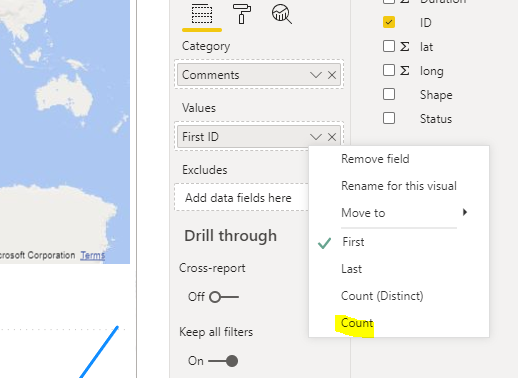 Duration
ID
Category
Σ lat
Comments
Σ long
Values
Shape
First ID
Status
Remove field
Excludes
Rename for this visual
Add data fields here
Move to
Drill through
First
rosoft Corporation Terms
Cross-report
Last
Off
Count (Distinct)
Count
Keep all filters
On